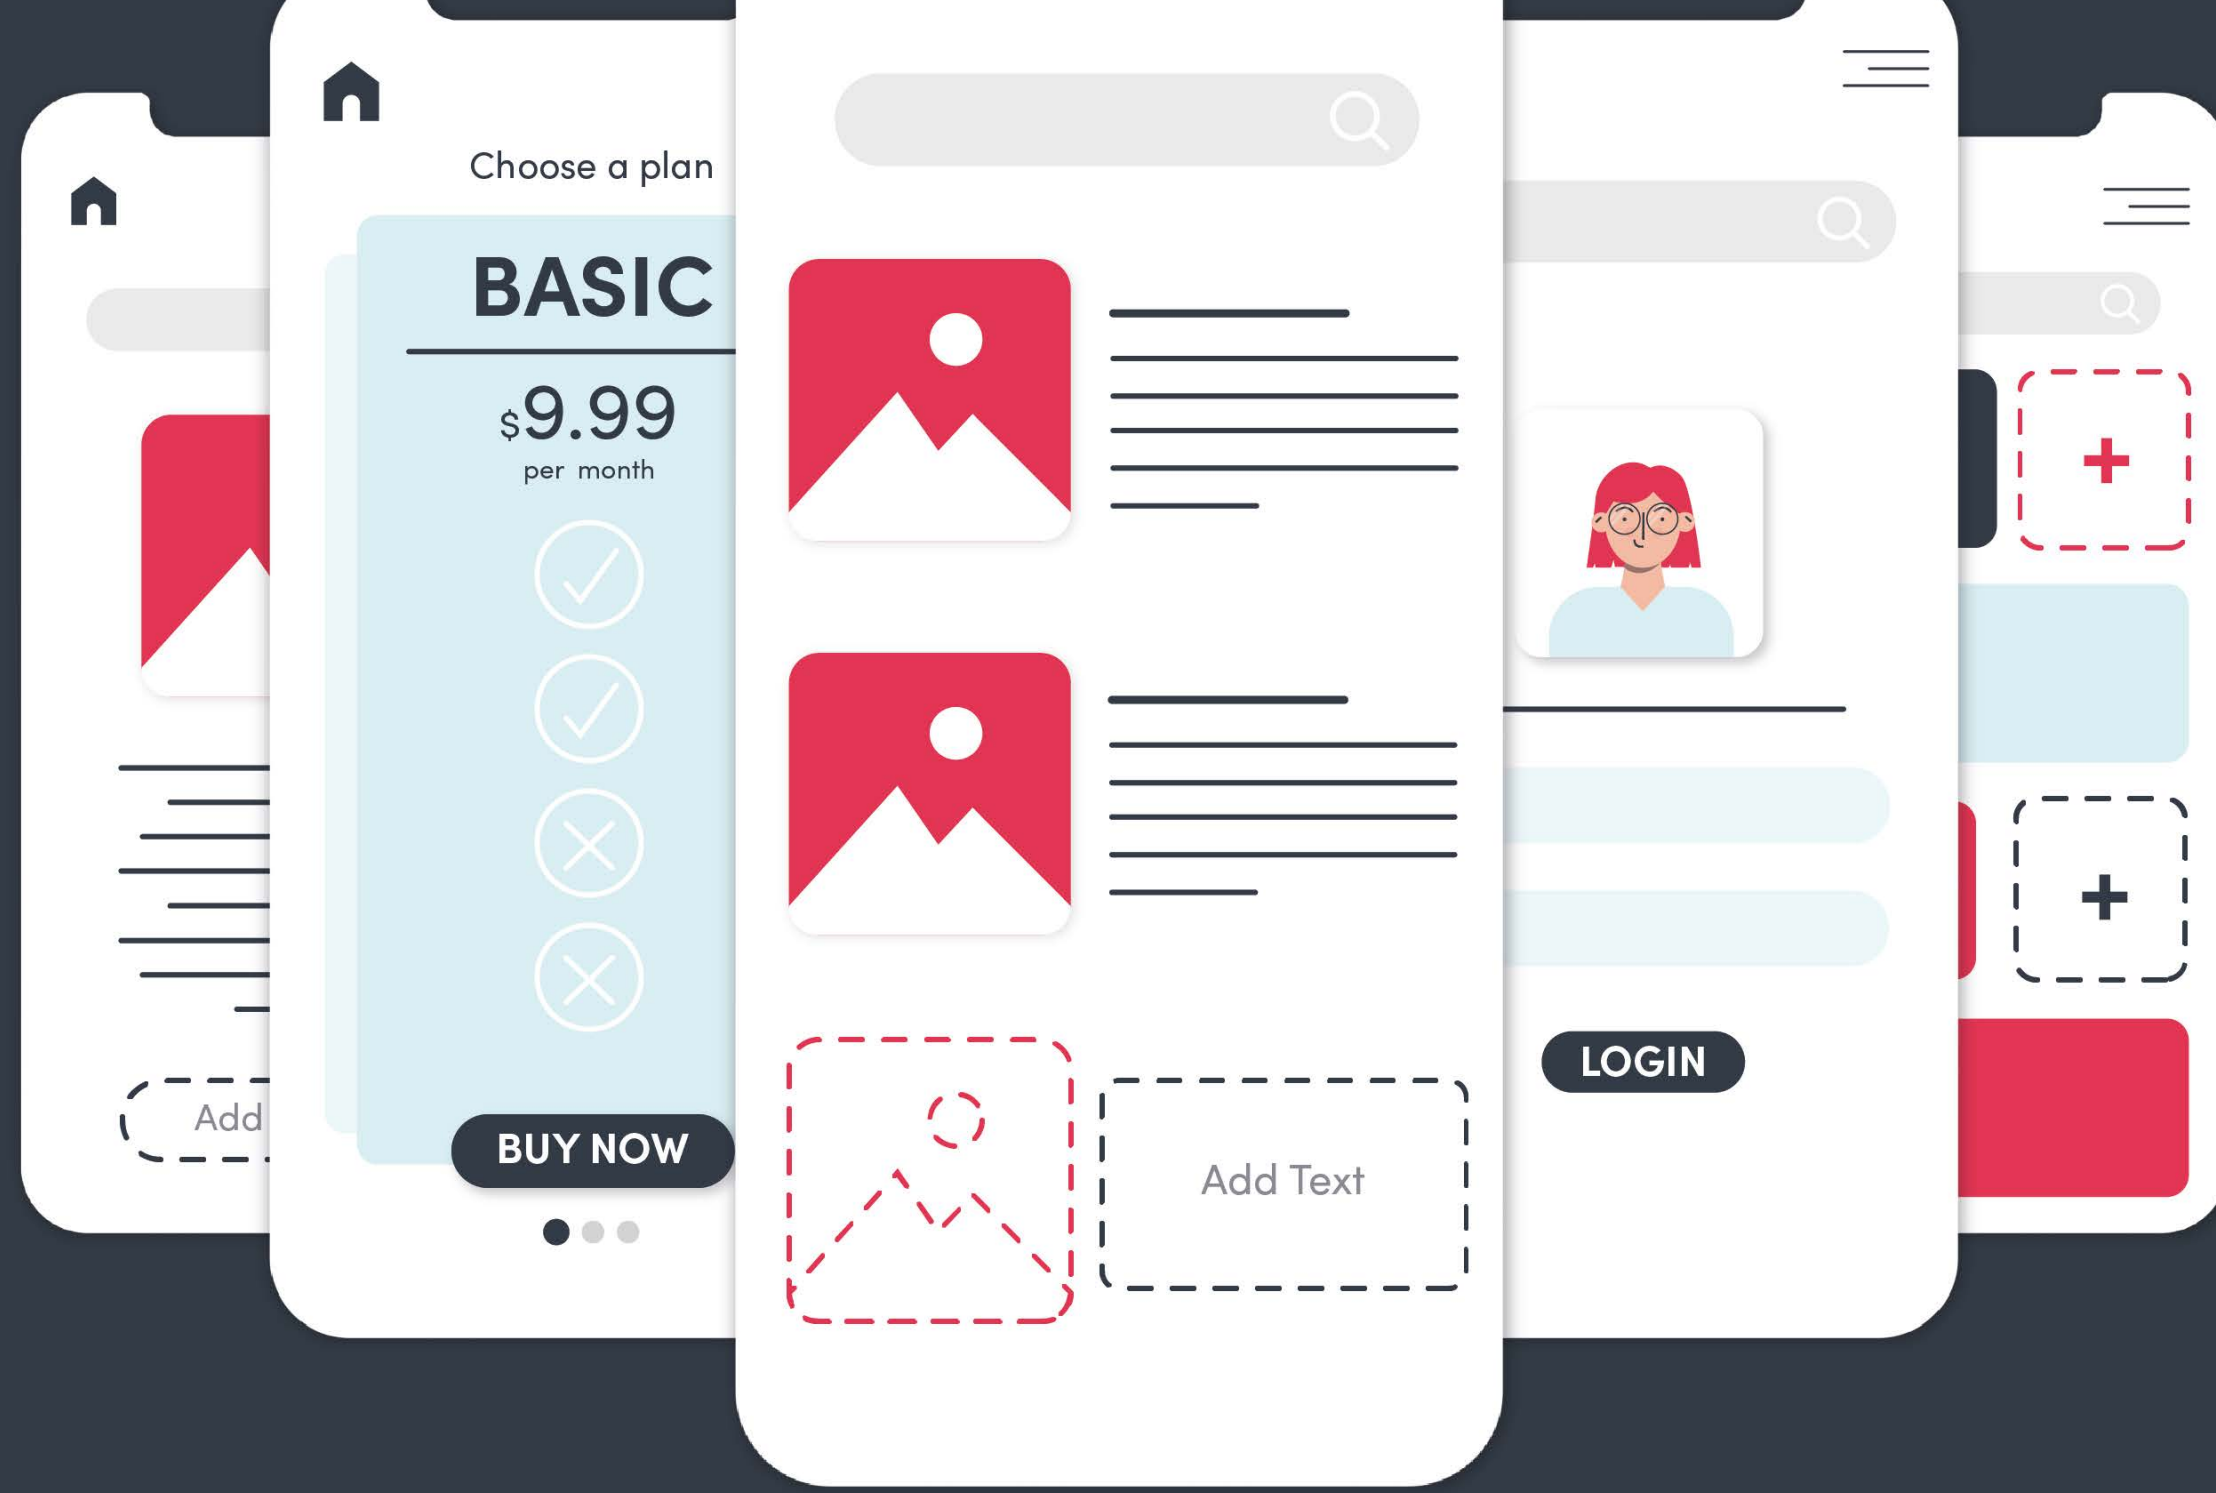 Choose a plan
BASIC
$9.99
per month
BUY NOW
Add
Add Text
LOGIN